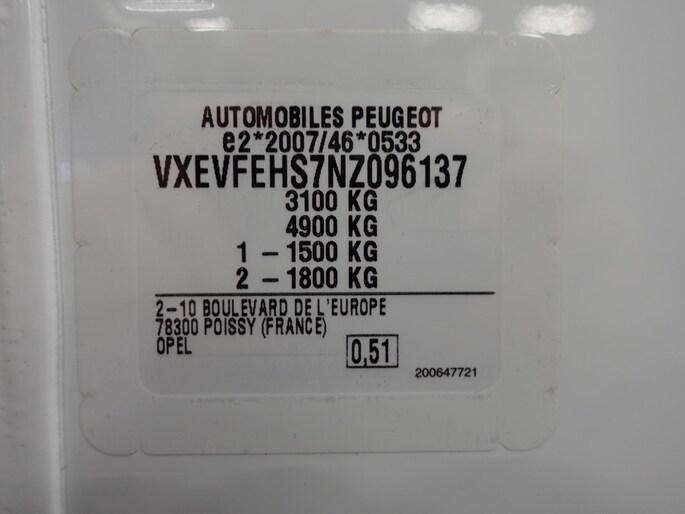 AUTOMOBILES PEUGEOT
e2*2007/46*0533
VXEVFEHS7NZ096137
3100 KG
4900 KG
1 - 1500 KG
2 - 1800 KG
2-10 BOULEVARD DE L'EUROPE
78300 POISSY (FRANCE)
OPEL
0,51
200647721